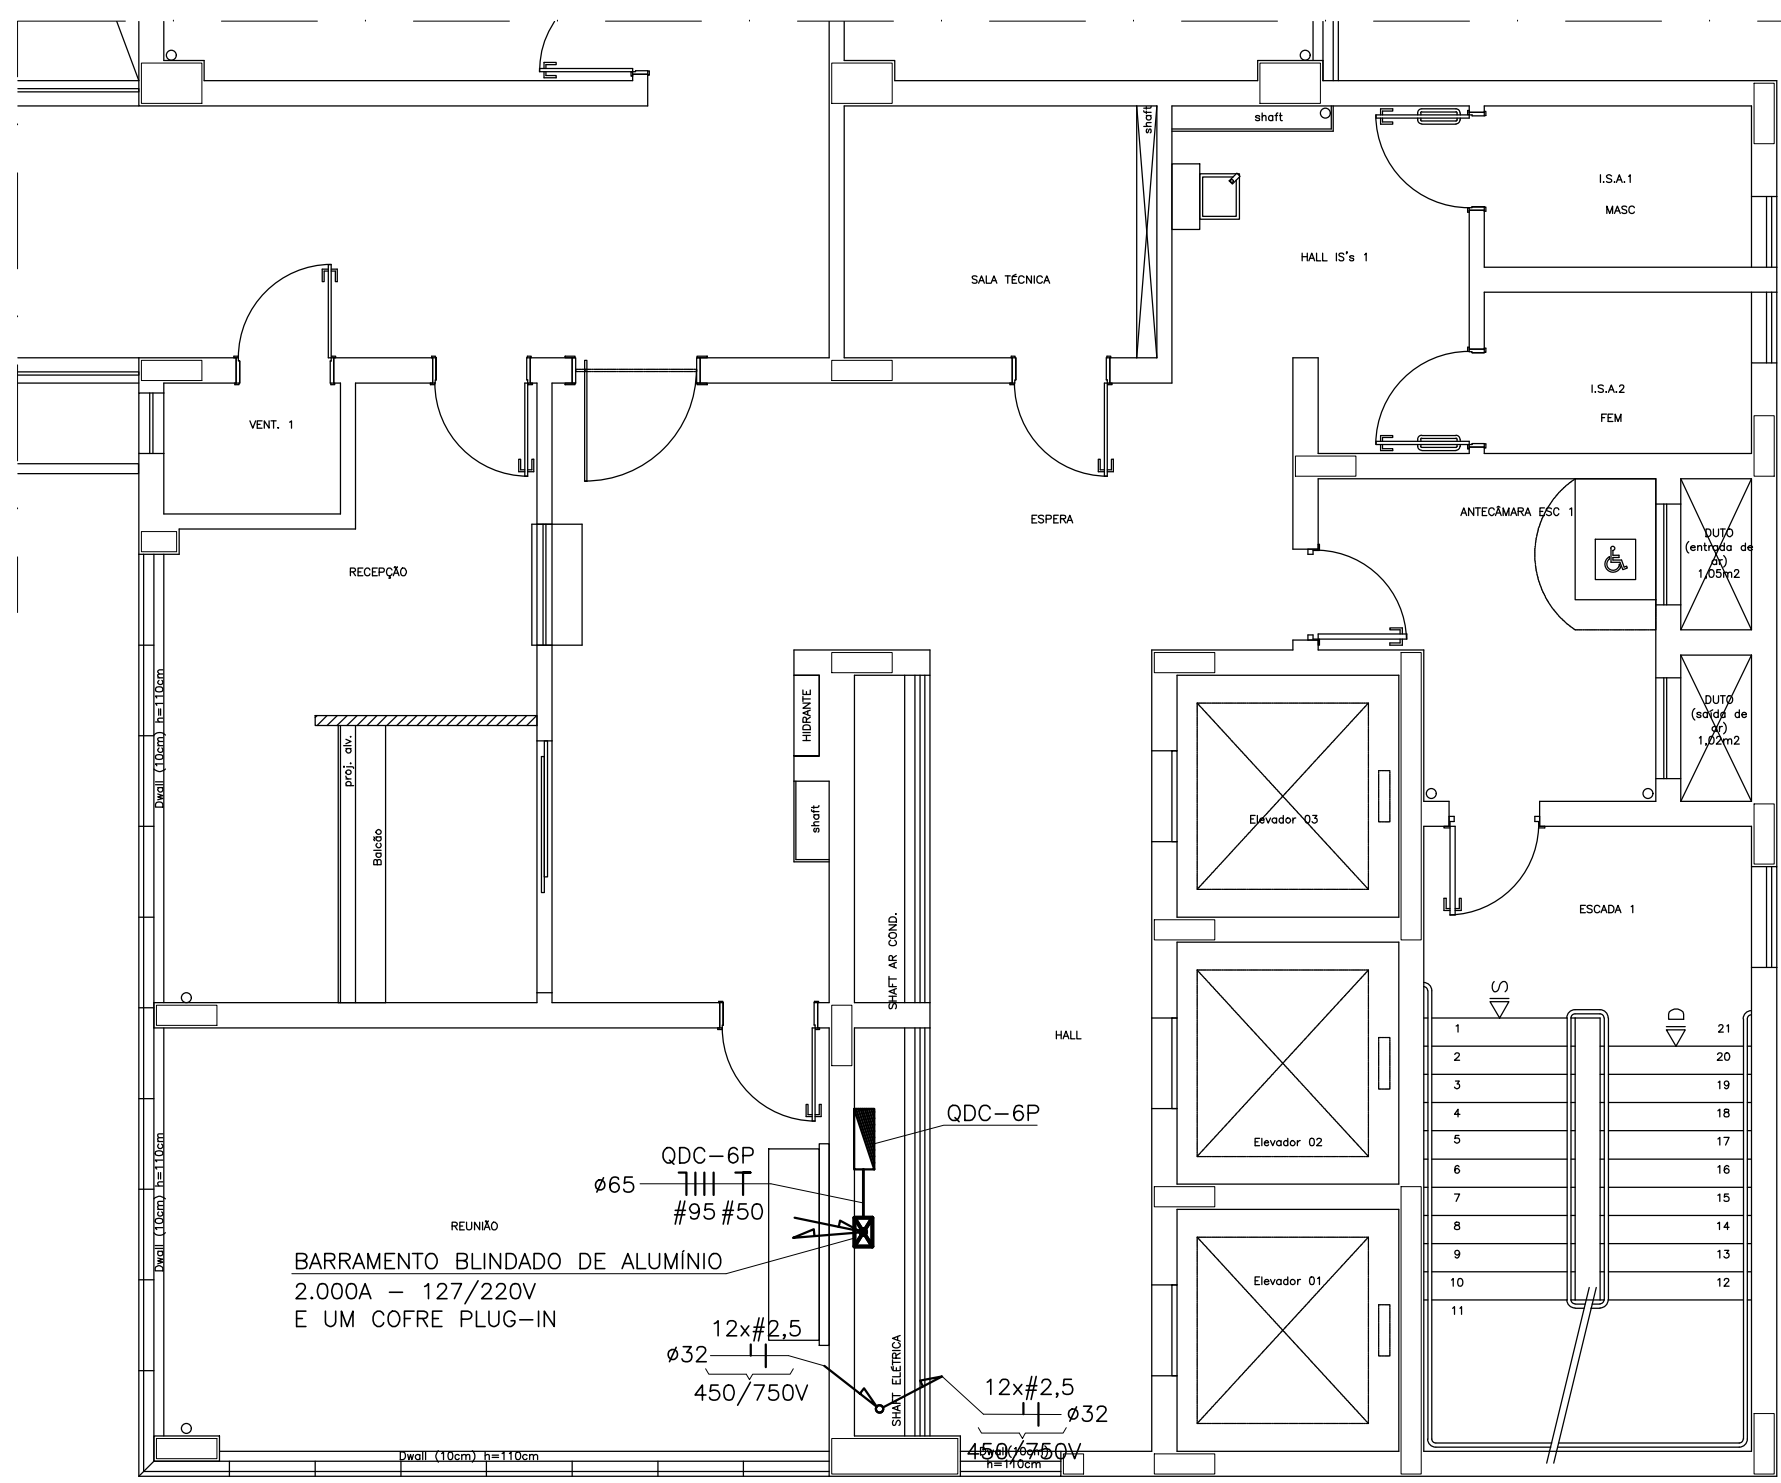 shaft
shaft
I.S.A.1
MASC
HALL IS's 1
SALA TÉCNICA
I.S.A.2
FEM
VENT. 1
ESPERA
ANTECÂMARA ESC 1
DUTO
(entrada de
ar)
1,05m2
RECEPÇÃO
Dwall (10cm) h=110cm
HIDRANTE
DUTO
(saída de
ar)
1,02m2
proj. alv.
Balcão
shaft
Elevador 03
SHAFT AR COND.
ESCADA 1
S
D
HALL
1
2
3
4
5
6
7
8
9
10
11
21
20
19
18
17
16
15
14
13
12
QDC-6P
Elevador 02
Dwall (10cm) h=110cm
QDC-6P
ø65
#95 #50
REUNIÃO
BARRAMENTO BLINDADO DE ALUMÍNIO
2.000A - 127/220V
E UM COFRE PLUG-IN
Elevador 01
12x#2,5
ø32
450/750V
SHAFT ELÉTRICA
12x#2,5
ø32
450/750V
Dwall (10cm)
h=110cm
Dwall (10cm) h=110cm